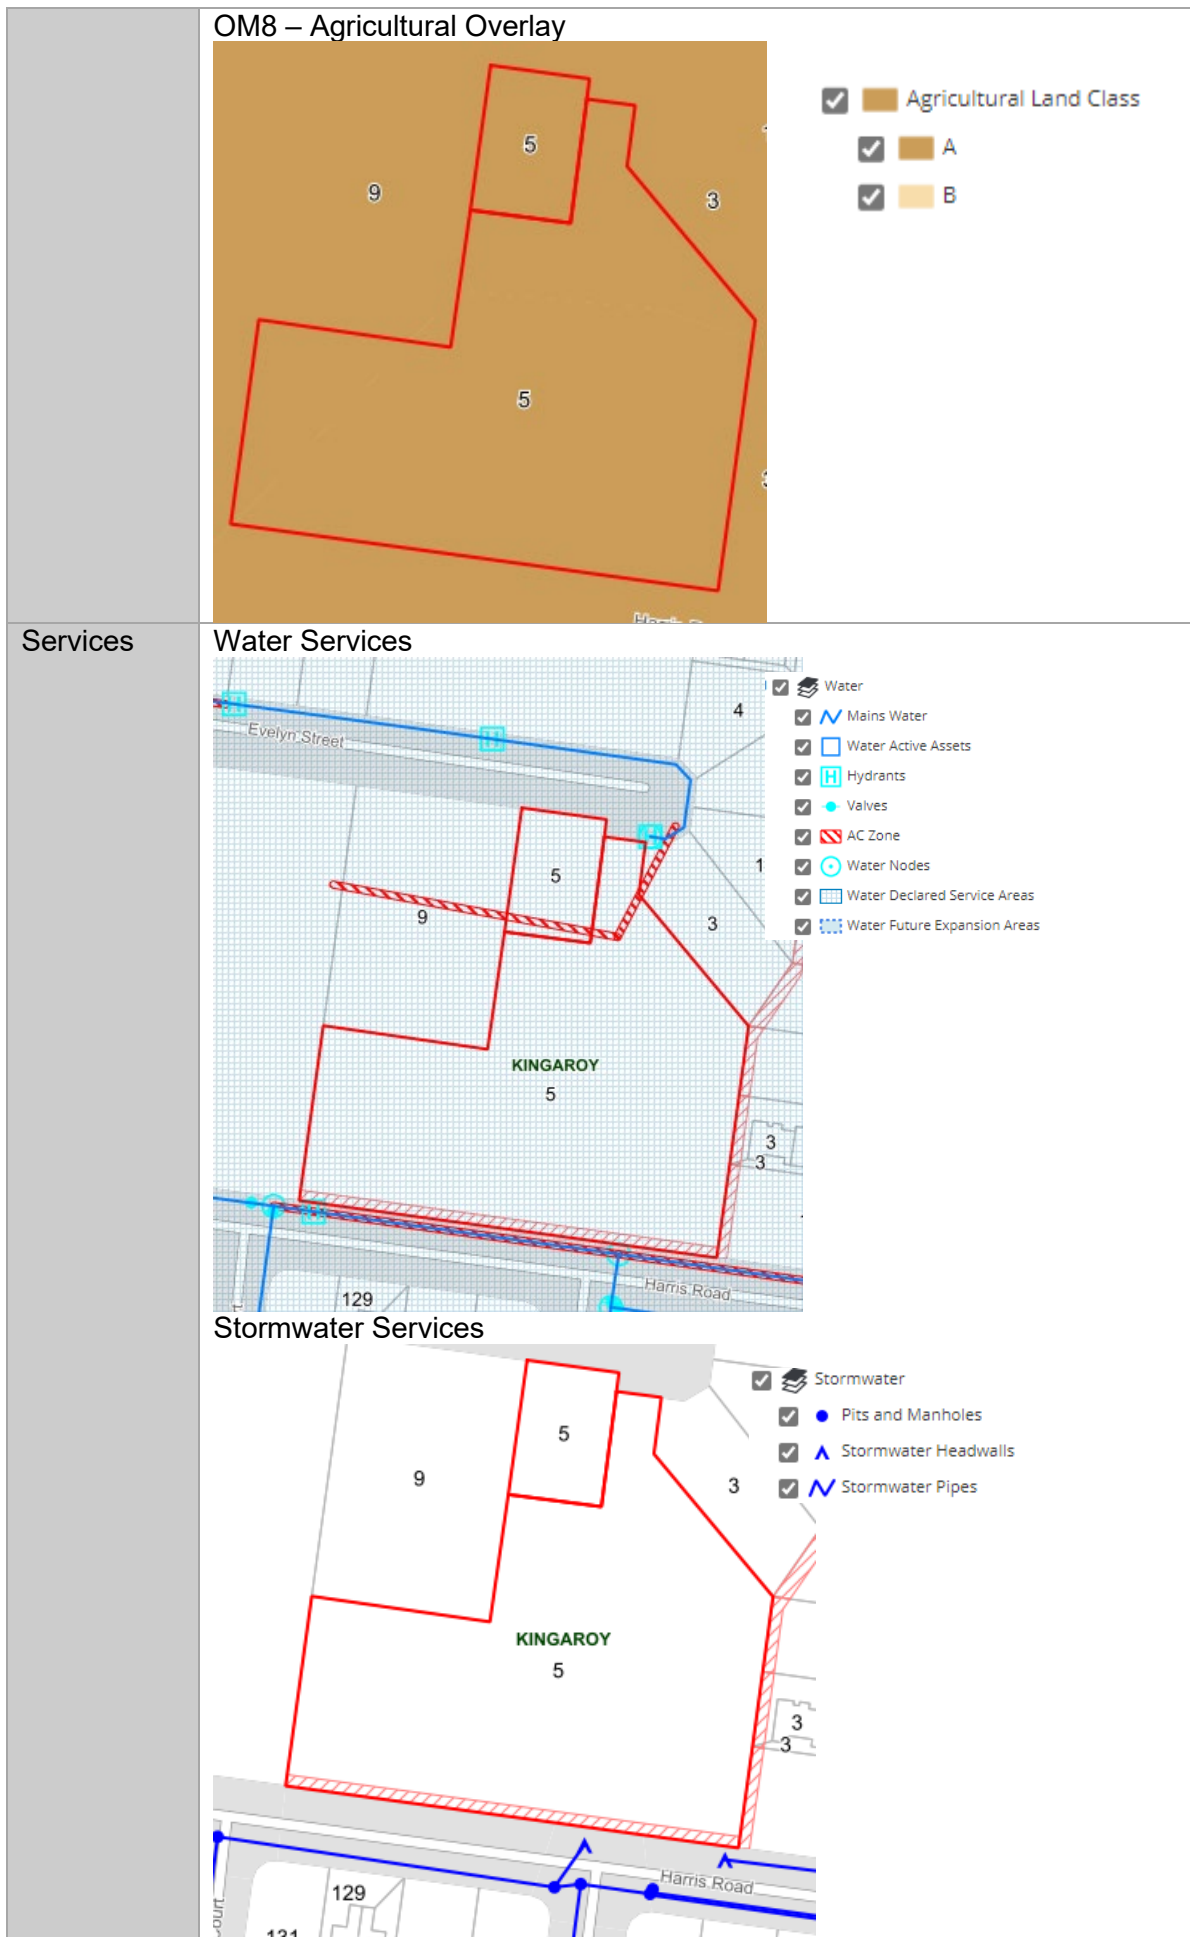 OM8 – Agricultural Overlay
5
9
3
5
Agricultural Land Class
A
B
Services
Water Services
Evelyn Street
4
5
9
3
1
KINGAROY
5
3
3
129
Harris Road
Water
Mains Water
Water Active Assets
H Hydrants
Valves
AC Zone
Water Nodes
Water Declared Service Areas
Water Future Expansion Areas
Stormwater Services
5
9
3
KINGAROY
5
3
3
129
Harris Road
Stormwater
Pits and Manholes
Stormwater Headwalls
Stormwater Pipes